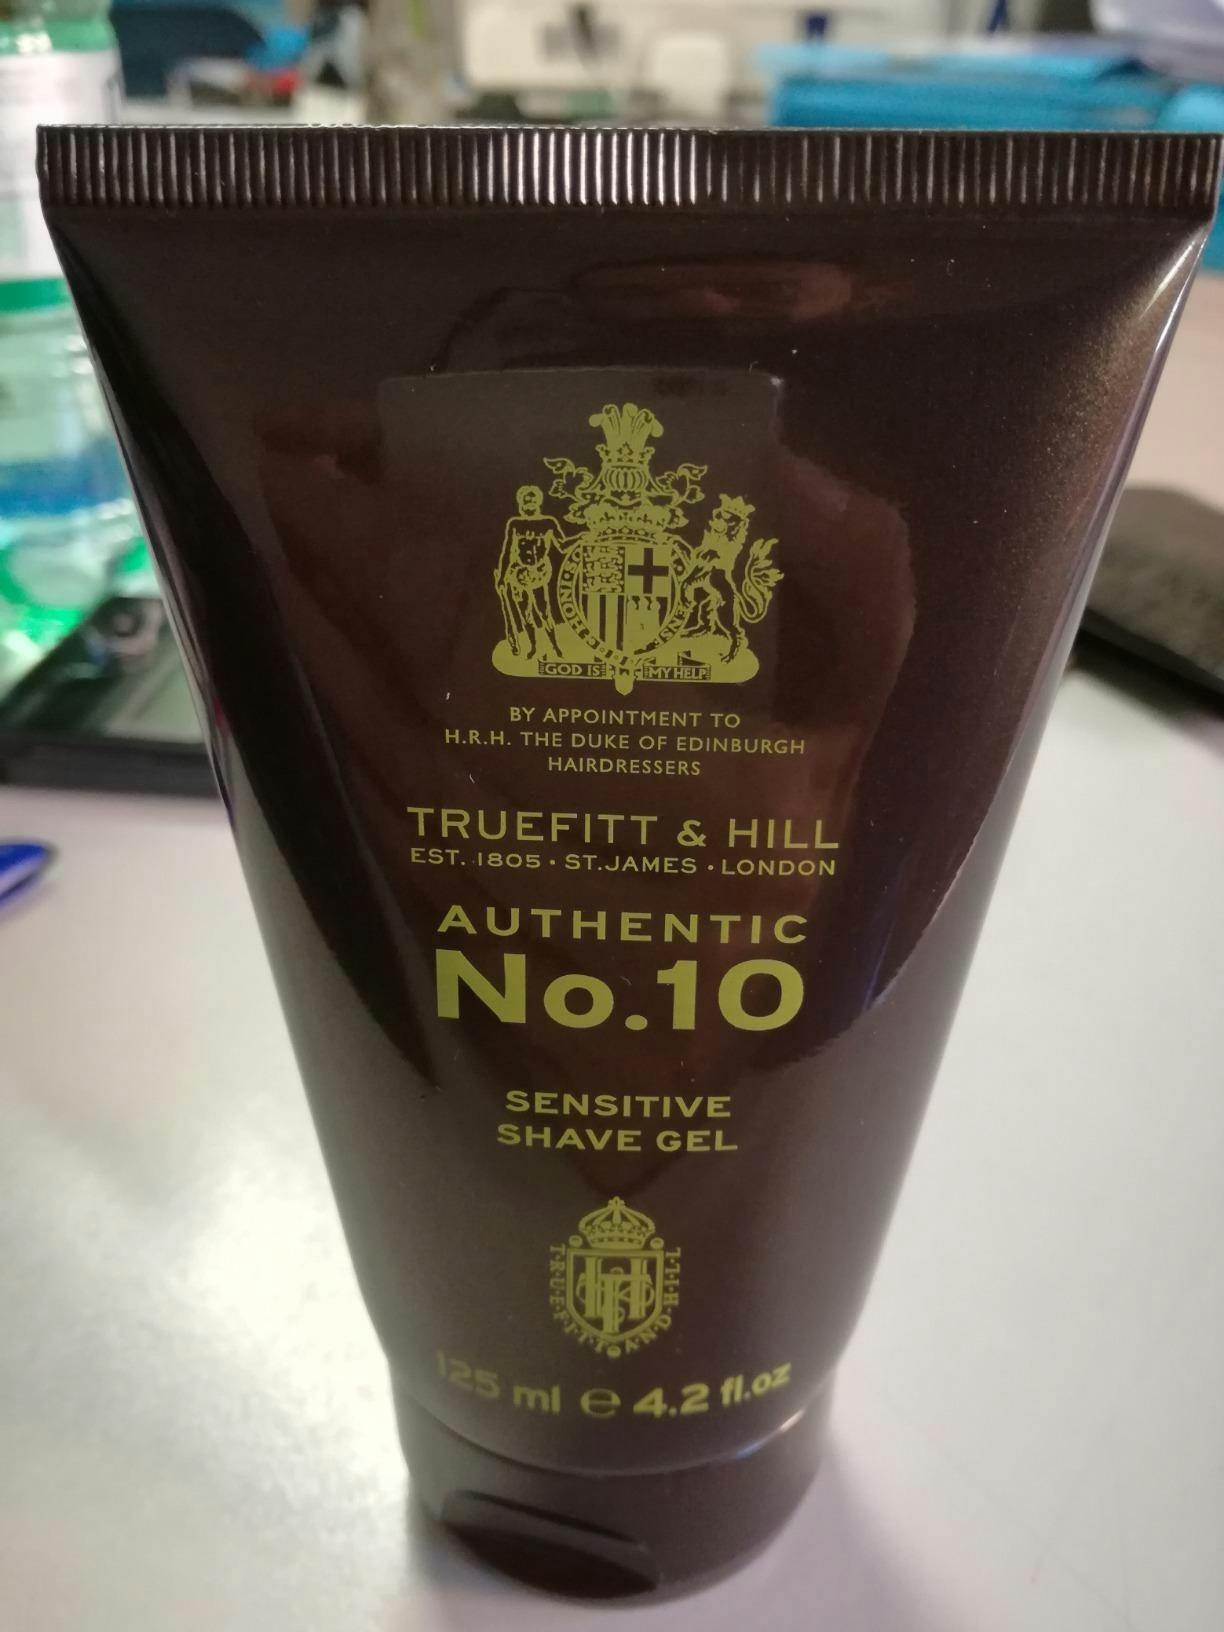 GOD IS MY HELP
BY APPOINTMENT TO
H.R.H. THE DUKE OF EDINBURGH
HAIRDRESSERS
TRUEFITT & HILL
EST. 1805 • ST.JAMES • LONDON
AUTHENTIC
No.10
SENSITIVE
SHAVE GEL
T·R·U·E·F·I·T·T·A·N·D·H·I·L·L
125 ml ℮ 4.2 fl.oz